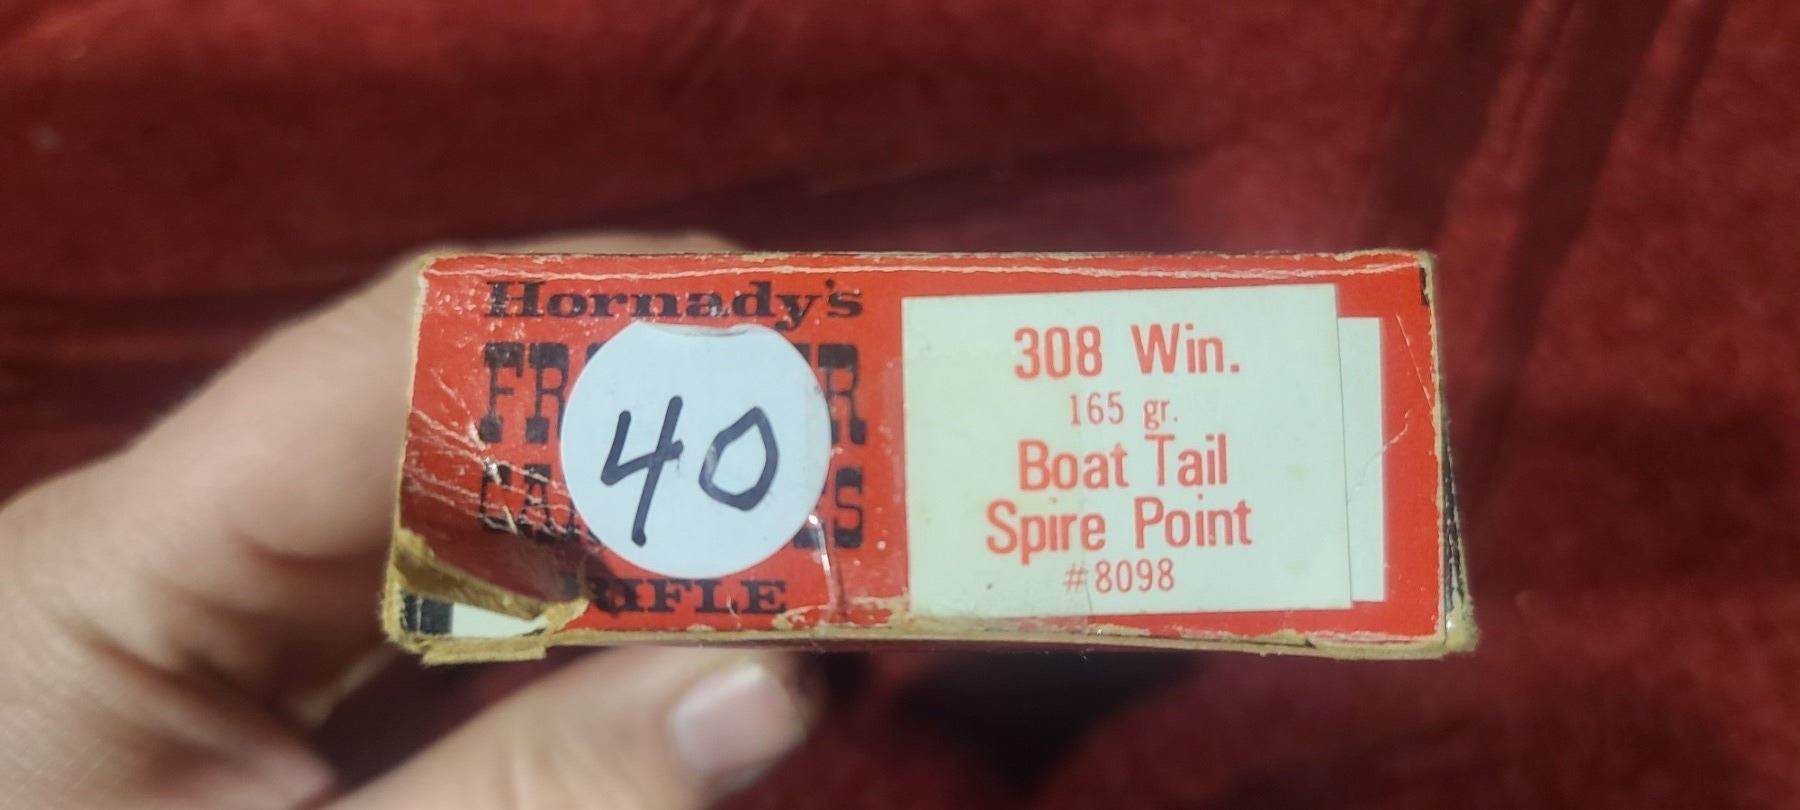 Hornady's
40
RIFLE
308 Win.
165 gr.
Boat Tail
Spire Point
#8098